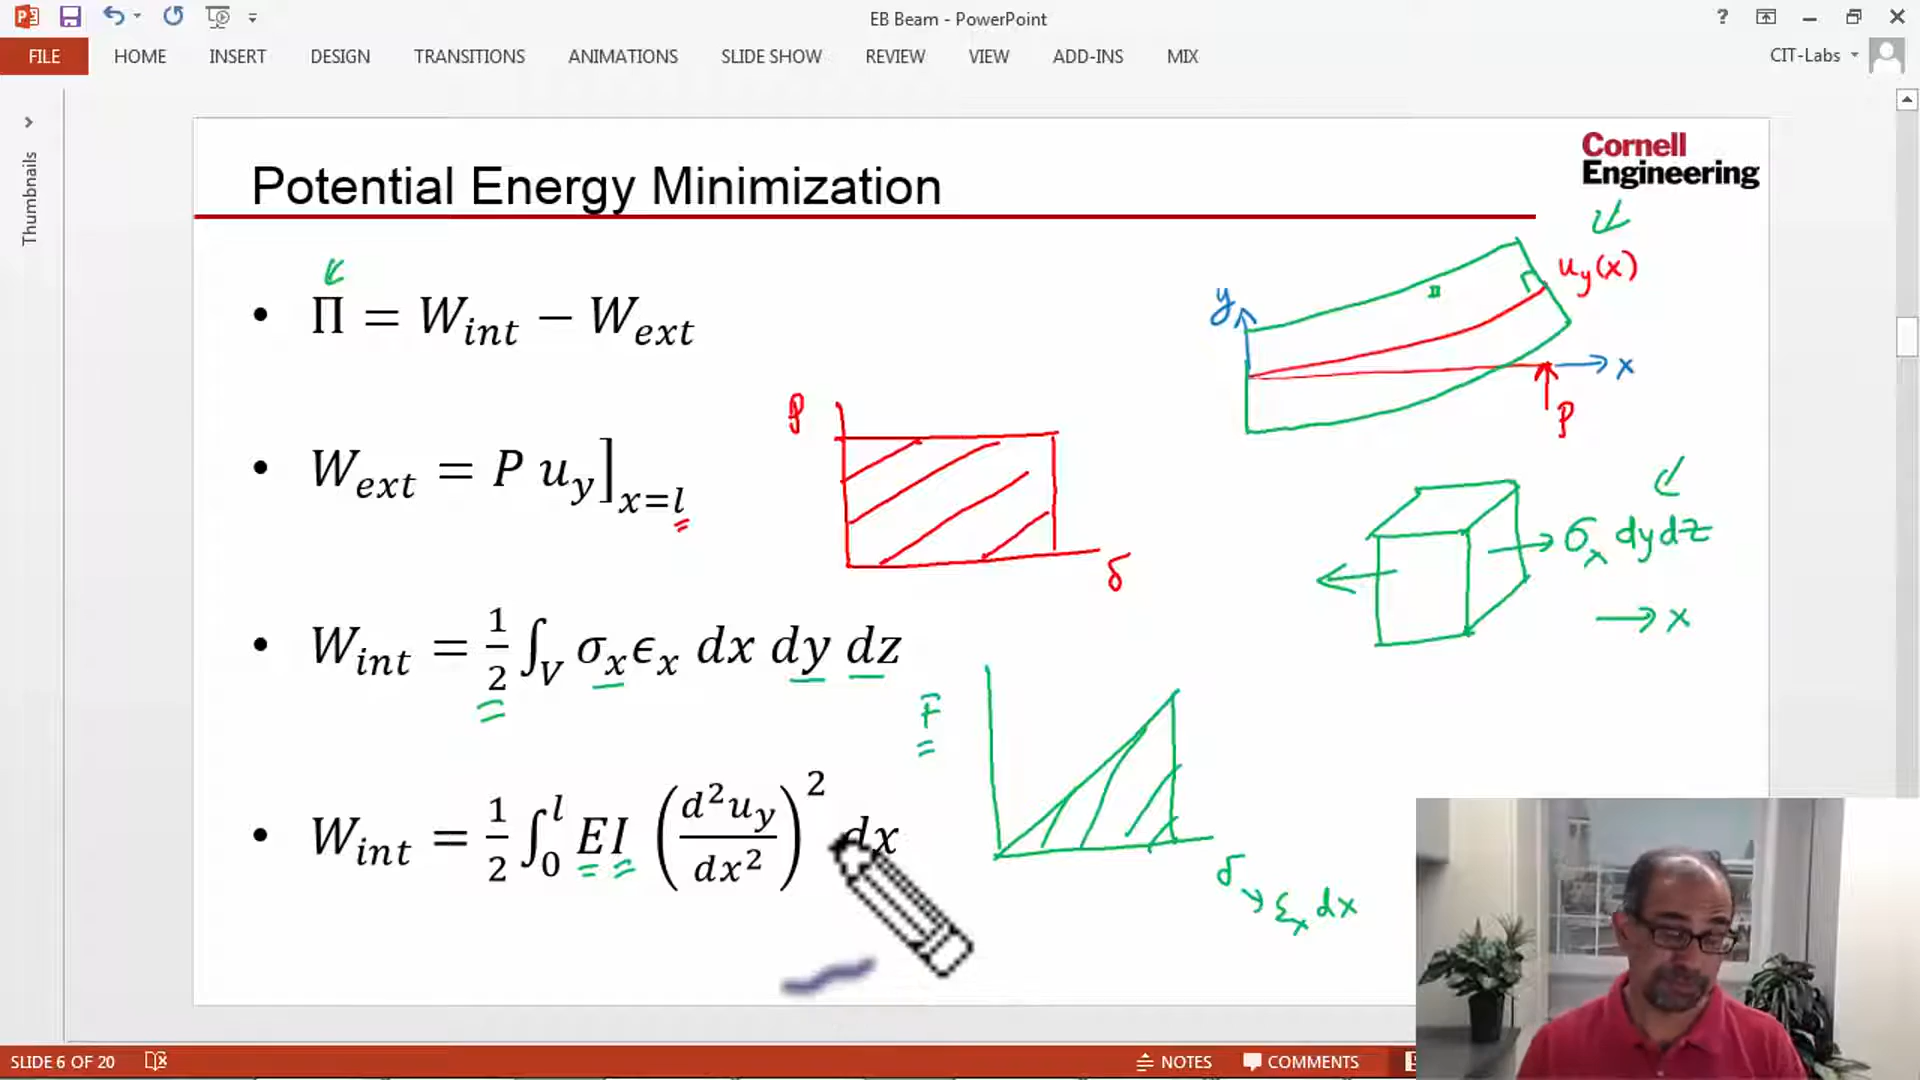 EB Beam - PowerPoint
?
FILE HOME INSERT DESIGN TRANSITIONS ANIMATIONS SLIDE SHOW REVIEW VIEW ADD-INS MIX CIT-Labs
Thumbnails
Potential Energy Minimization
Cornell
Engineering
• Π = W_int − W_ext
u_y(x)
y
x
P
• W_ext = P u_y]_{x=l}
P
δ
σ_x dydz
→ x
• W_int = 1/2 ∫_V σ_x ϵ_x dx dy dz
F
• W_int = 1/2 ∫_0^l EI (d²u_y/dx²)² dx
δ
→ ε_x dx
SLIDE 6 OF 20 NOTES COMMENTS